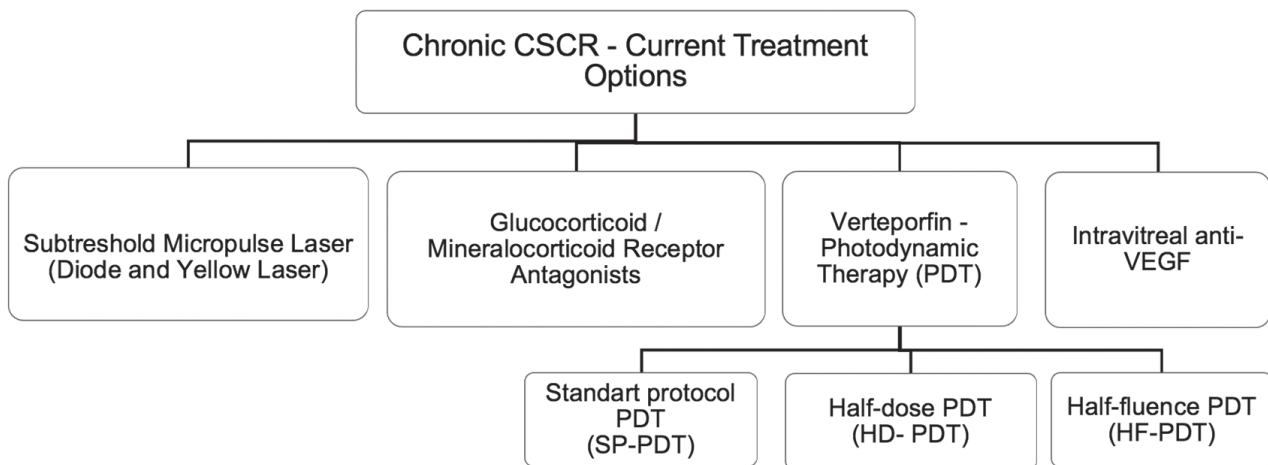 Chronic CSCR - Current Treatment
Options
Subtreshold Micropulse Laser
(Diode and Yellow Laser)
Glucocorticoid /
Mineralocorticoid Receptor
Antagonists
Verteporfin -
Photodynamic
Therapy (PDT)
Intravitreal anti-
VEGF
Standart protocol
PDT
(SP-PDT)
Half-dose PDT
(HD- PDT)
Half-fluence PDT
(HF-PDT)